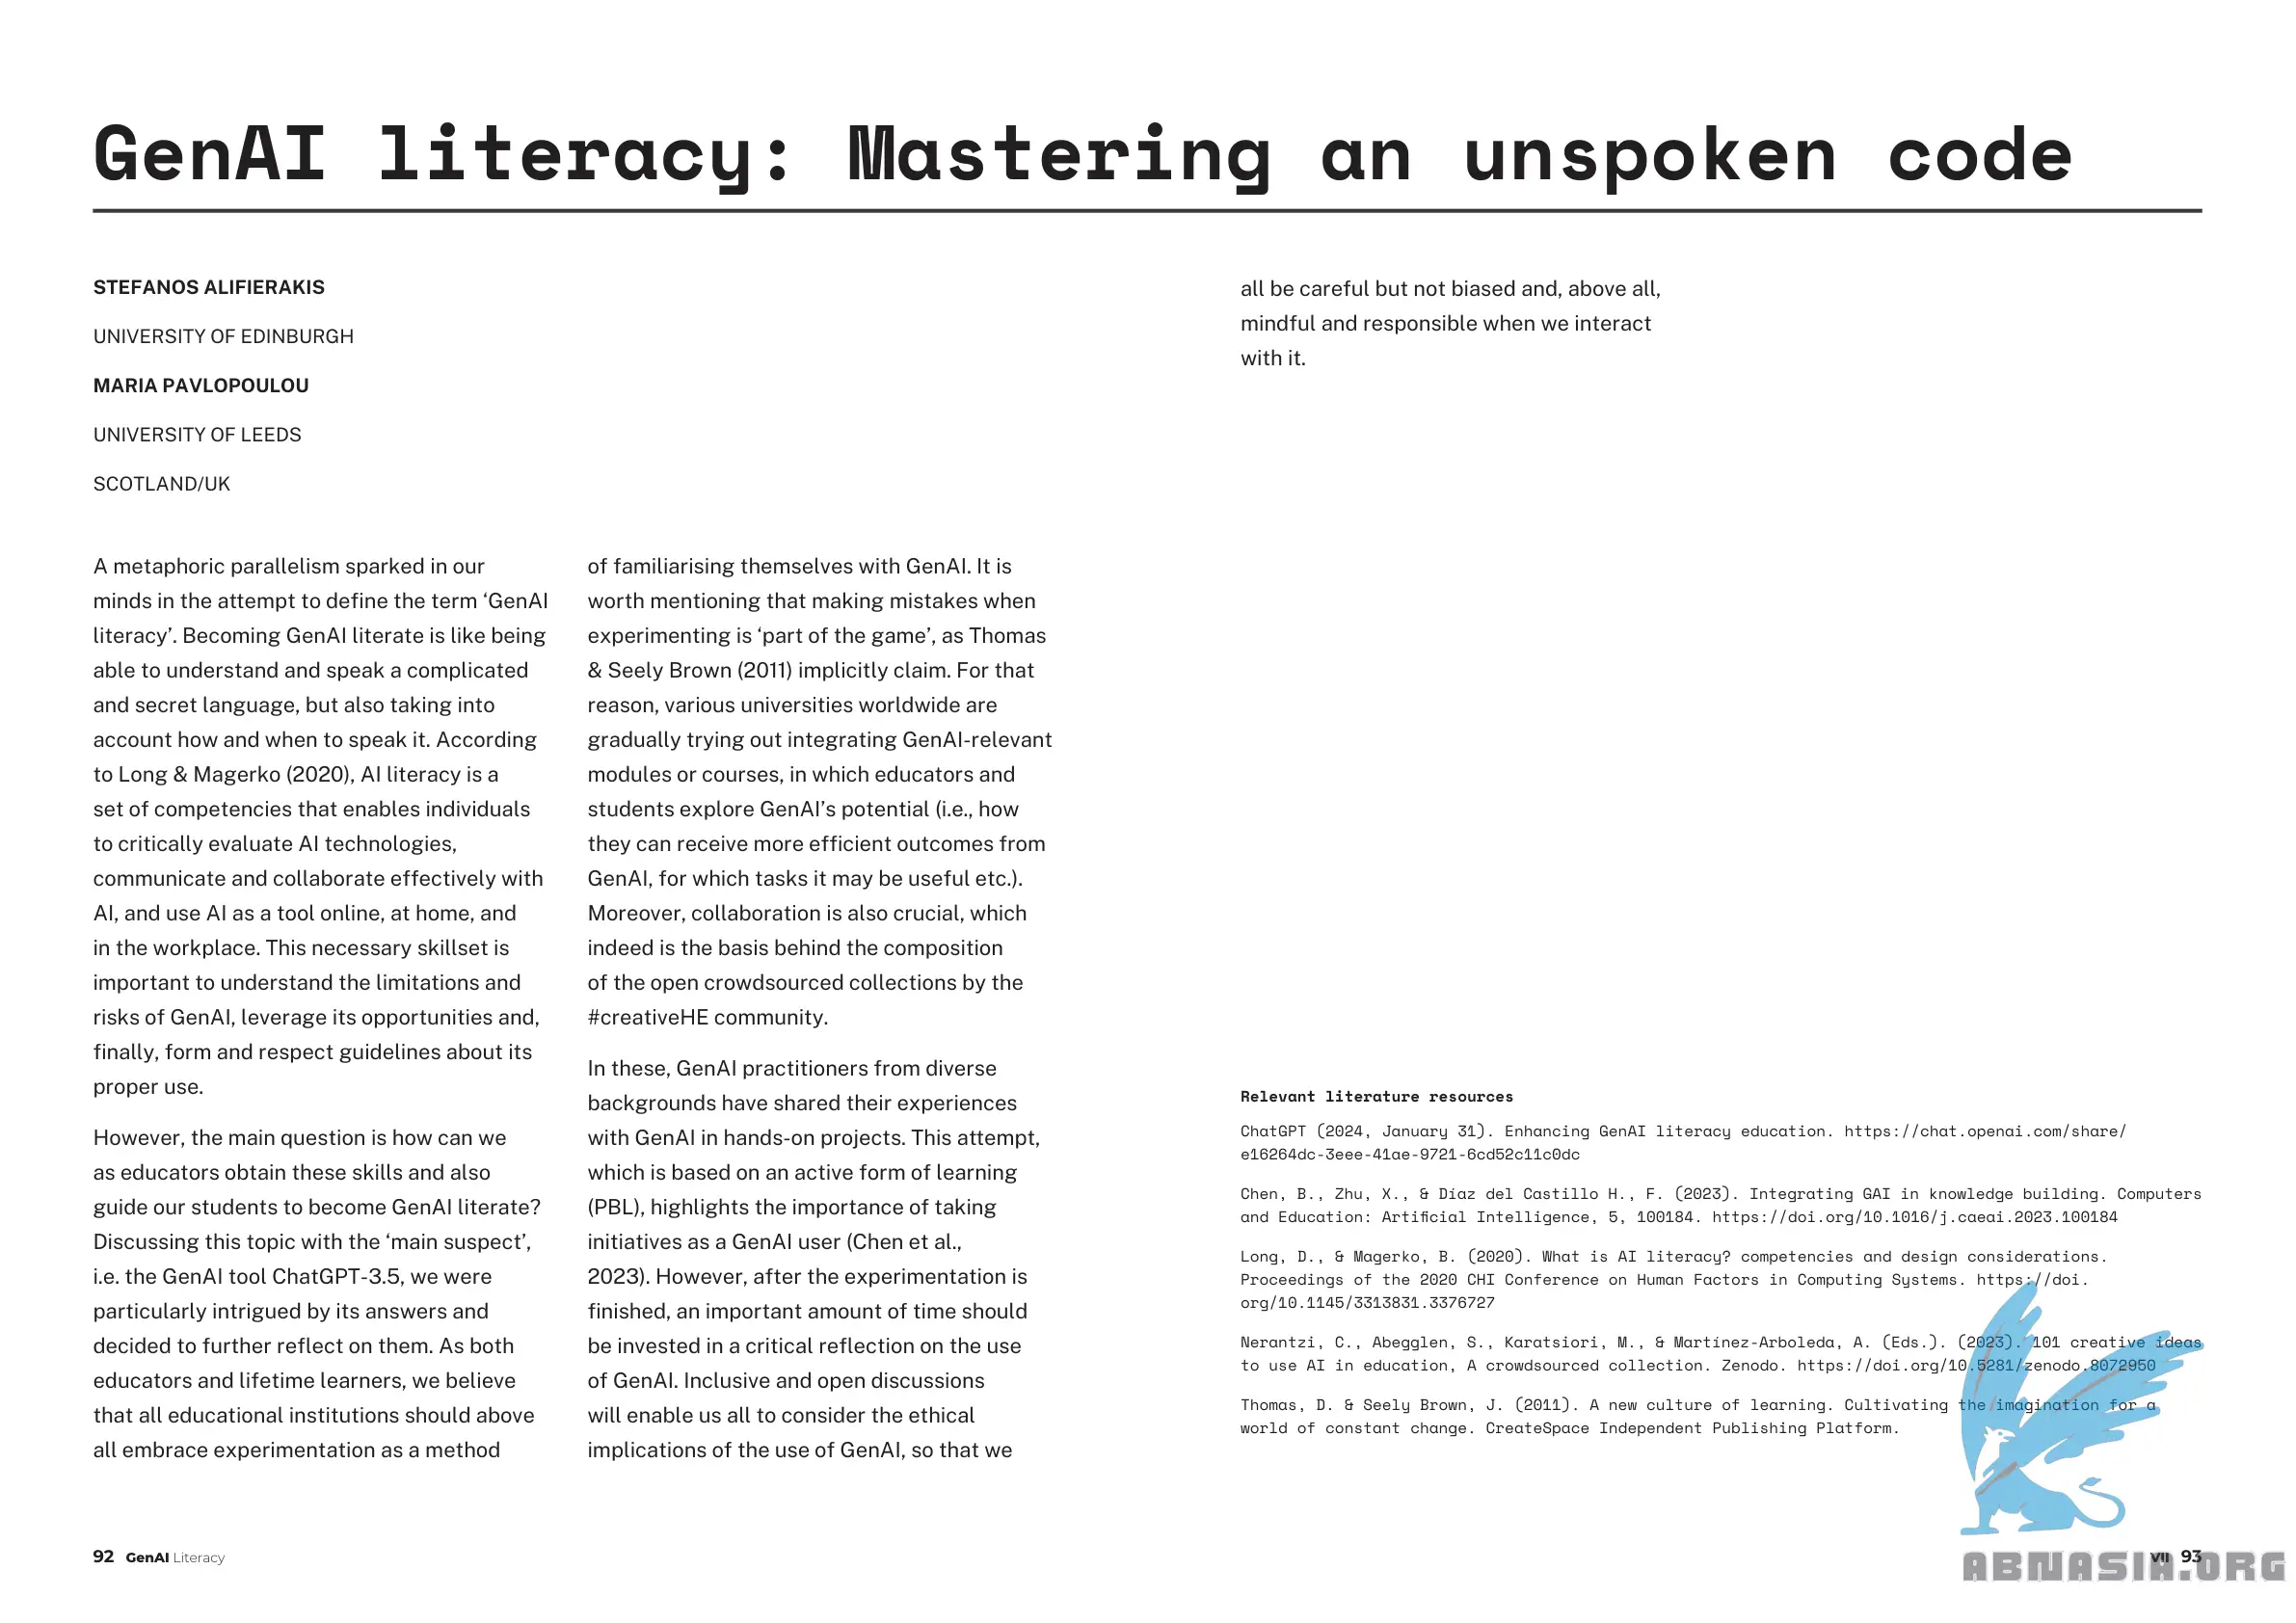 GenAI literacy: Mastering an unspoken code
STEFANOS ALIFIERAKIS
UNIVERSITY OF EDINBURGH
MARIA PAVLOPOULOU
UNIVERSITY OF LEEDS
SCOTLAND/UK
A metaphoric parallelism sparked in our
minds in the attempt to define the term ‘GenAI
literacy’. Becoming GenAI literate is like being
able to understand and speak a complicated
and secret language, but also taking into
account how and when to speak it. According
to Long & Magerko (2020), AI literacy is a
set of competencies that enables individuals
to critically evaluate AI technologies,
communicate and collaborate effectively with
AI, and use AI as a tool online, at home, and
in the workplace. This necessary skillset is
important to understand the limitations and
risks of GenAI, leverage its opportunities and,
finally, form and respect guidelines about its
proper use.
However, the main question is how can we
as educators obtain these skills and also
guide our students to become GenAI literate?
Discussing this topic with the ‘main suspect’,
i.e. the GenAI tool ChatGPT-3.5, we were
particularly intrigued by its answers and
decided to further reflect on them. As both
educators and lifetime learners, we believe
that all educational institutions should above
all embrace experimentation as a method
of familiarising themselves with GenAI. It is
worth mentioning that making mistakes when
experimenting is ‘part of the game’, as Thomas
& Seely Brown (2011) implicitly claim. For that
reason, various universities worldwide are
gradually trying out integrating GenAI-relevant
modules or courses, in which educators and
students explore GenAI’s potential (i.e., how
they can receive more efficient outcomes from
GenAI, for which tasks it may be useful etc.).
Moreover, collaboration is also crucial, which
indeed is the basis behind the composition
of the open crowdsourced collections by the
#creativeHE community.
In these, GenAI practitioners from diverse
backgrounds have shared their experiences
with GenAI in hands-on projects. This attempt,
which is based on an active form of learning
(PBL), highlights the importance of taking
initiatives as a GenAI user (Chen et al.,
2023). However, after the experimentation is
finished, an important amount of time should
be invested in a critical reflection on the use
of GenAI. Inclusive and open discussions
will enable us all to consider the ethical
implications of the use of GenAI, so that we
all be careful but not biased and, above all,
mindful and responsible when we interact
with it.
Relevant literature resources
ChatGPT (2024, January 31). Enhancing GenAI literacy education. https://chat.openai.com/share/
e16264dc-3eee-41ae-9721-6cd52c11c0dc
Chen, B., Zhu, X., & Díaz del Castillo H., F. (2023). Integrating GAI in knowledge building. Computers
and Education: Artificial Intelligence, 5, 100184. https://doi.org/10.1016/j.caeai.2023.100184
Long, D., & Magerko, B. (2020). What is AI literacy? competencies and design considerations.
Proceedings of the 2020 CHI Conference on Human Factors in Computing Systems. https://doi.
org/10.1145/3313831.3376727
Nerantzi, C., Abegglen, S., Karatsiori, M., & Martínez-Arboleda, A. (Eds.). (2023). 101 creative ideas
to use AI in education, A crowdsourced collection. Zenodo. https://doi.org/10.5281/zenodo.8072950
Thomas, D. & Seely Brown, J. (2011). A new culture of learning. Cultivating the imagination for a
world of constant change. CreateSpace Independent Publishing Platform.
92 GenAI Literacy
VII 93
ABNASIA.ORG